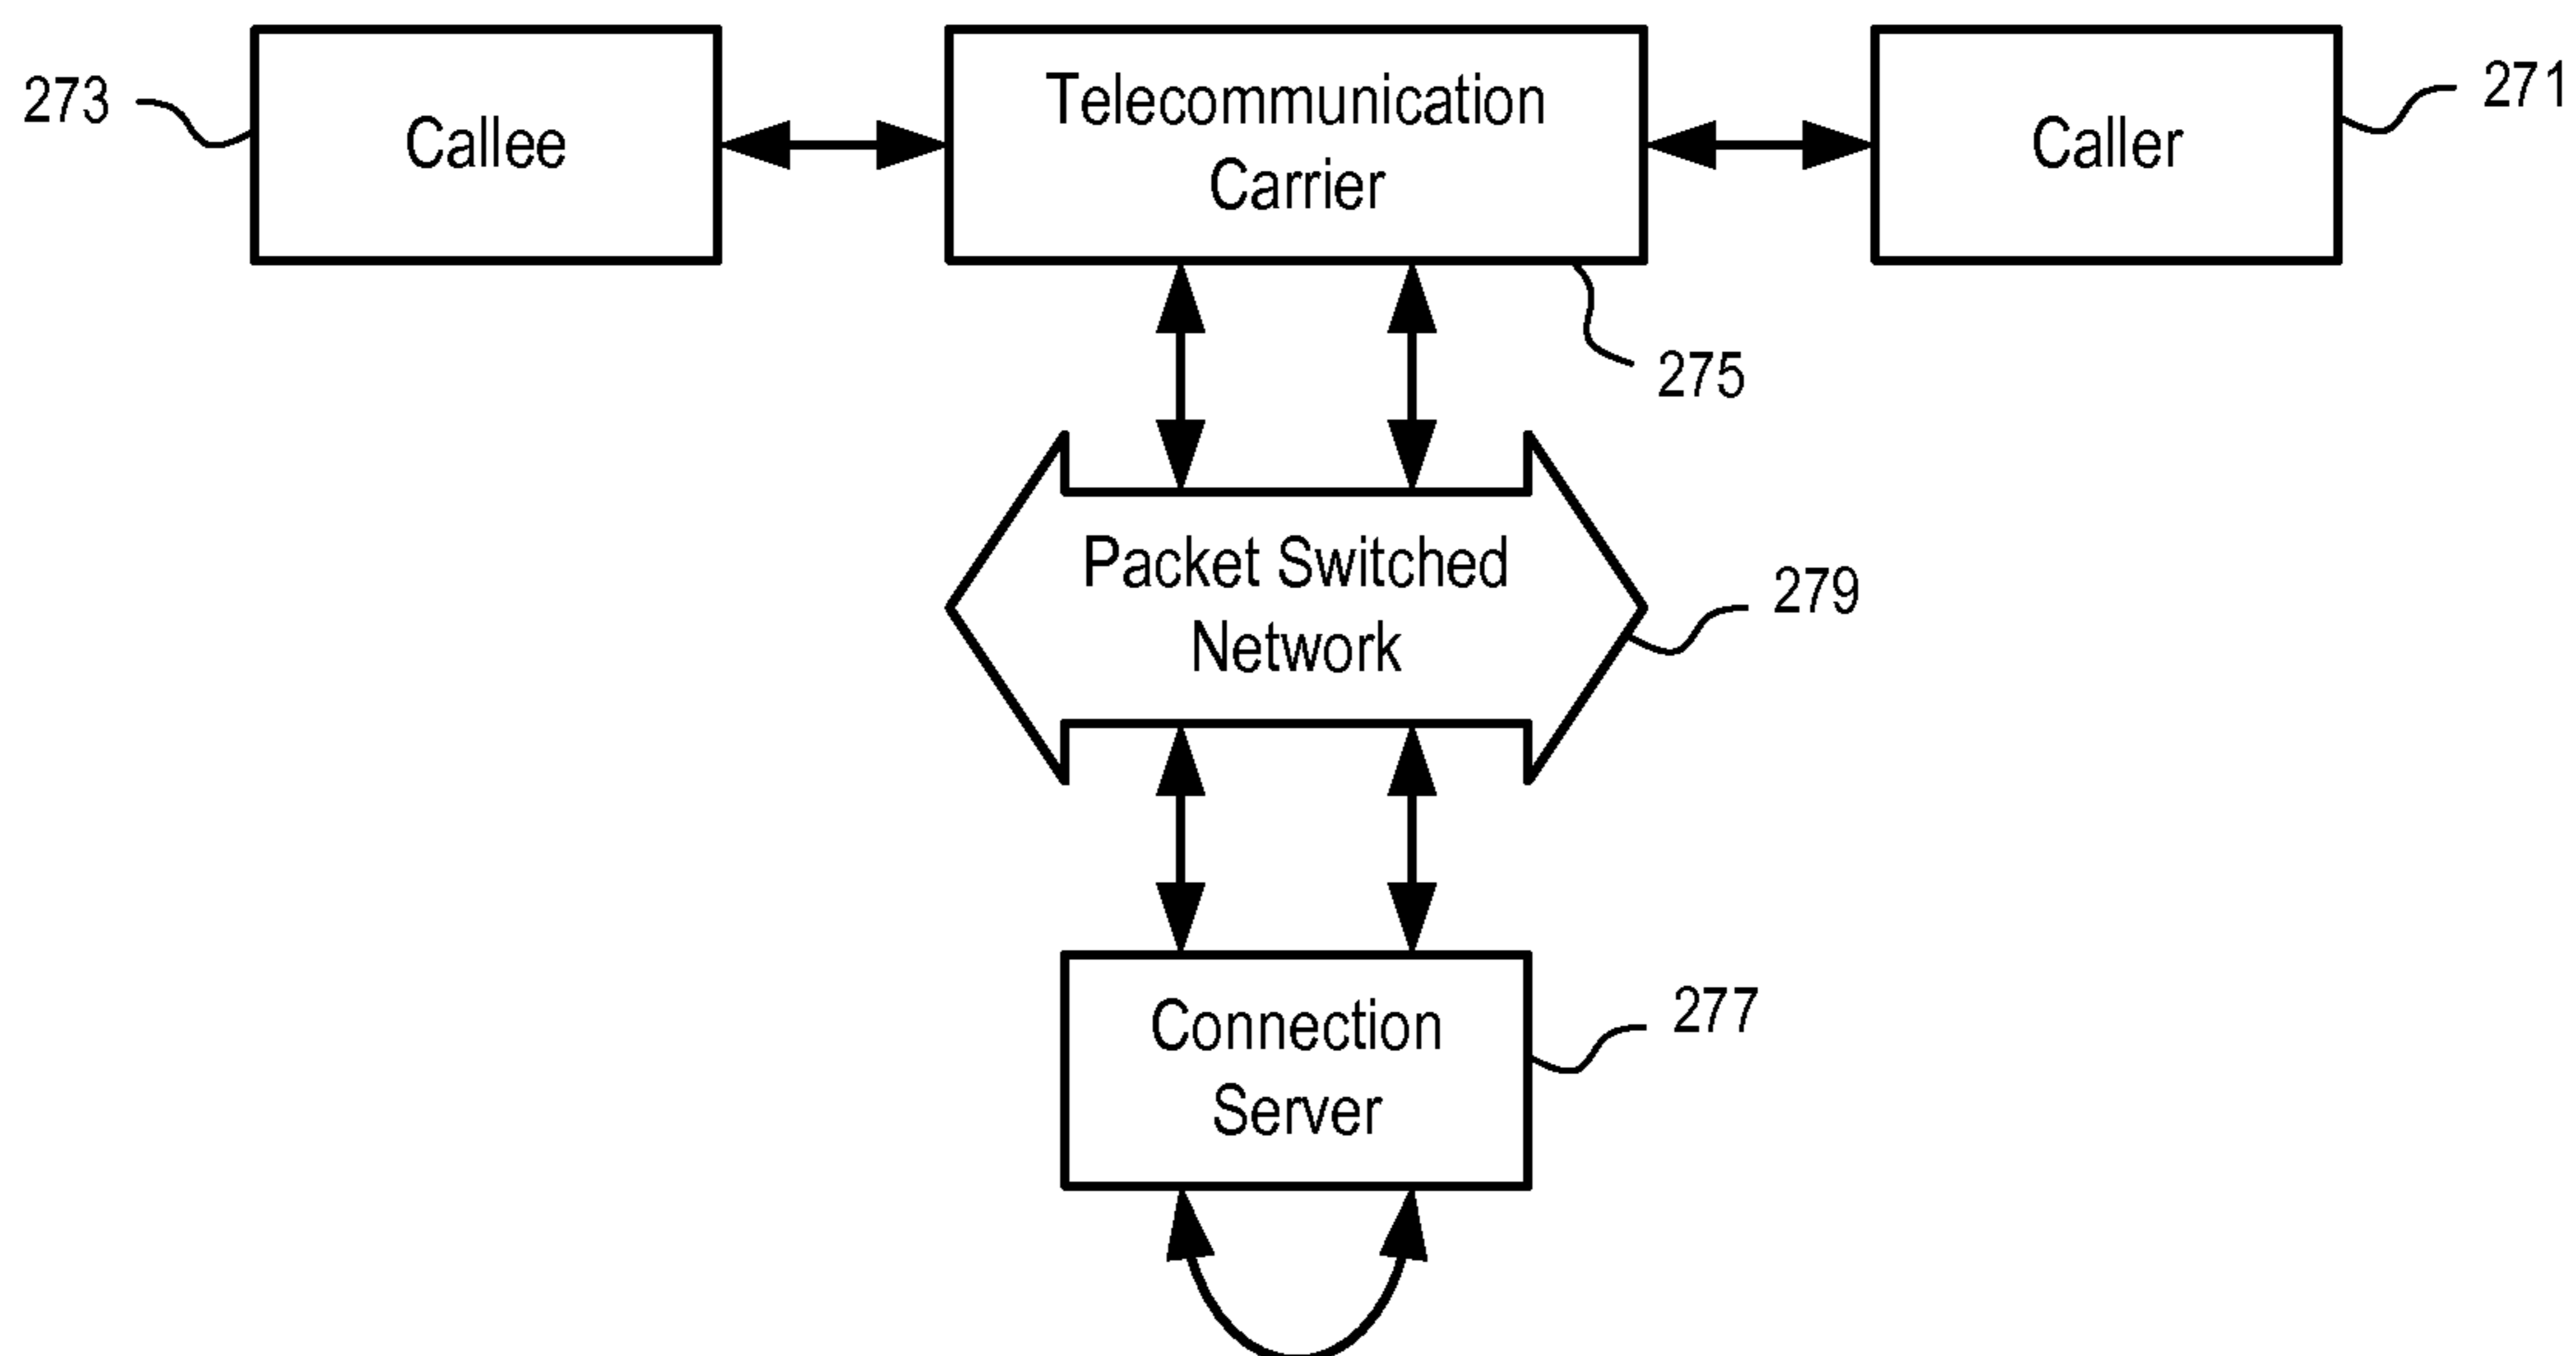 273
Callee
Telecommunication
Carrier
Caller
271
275
Packet Switched
Network
279
Connection
Server
277